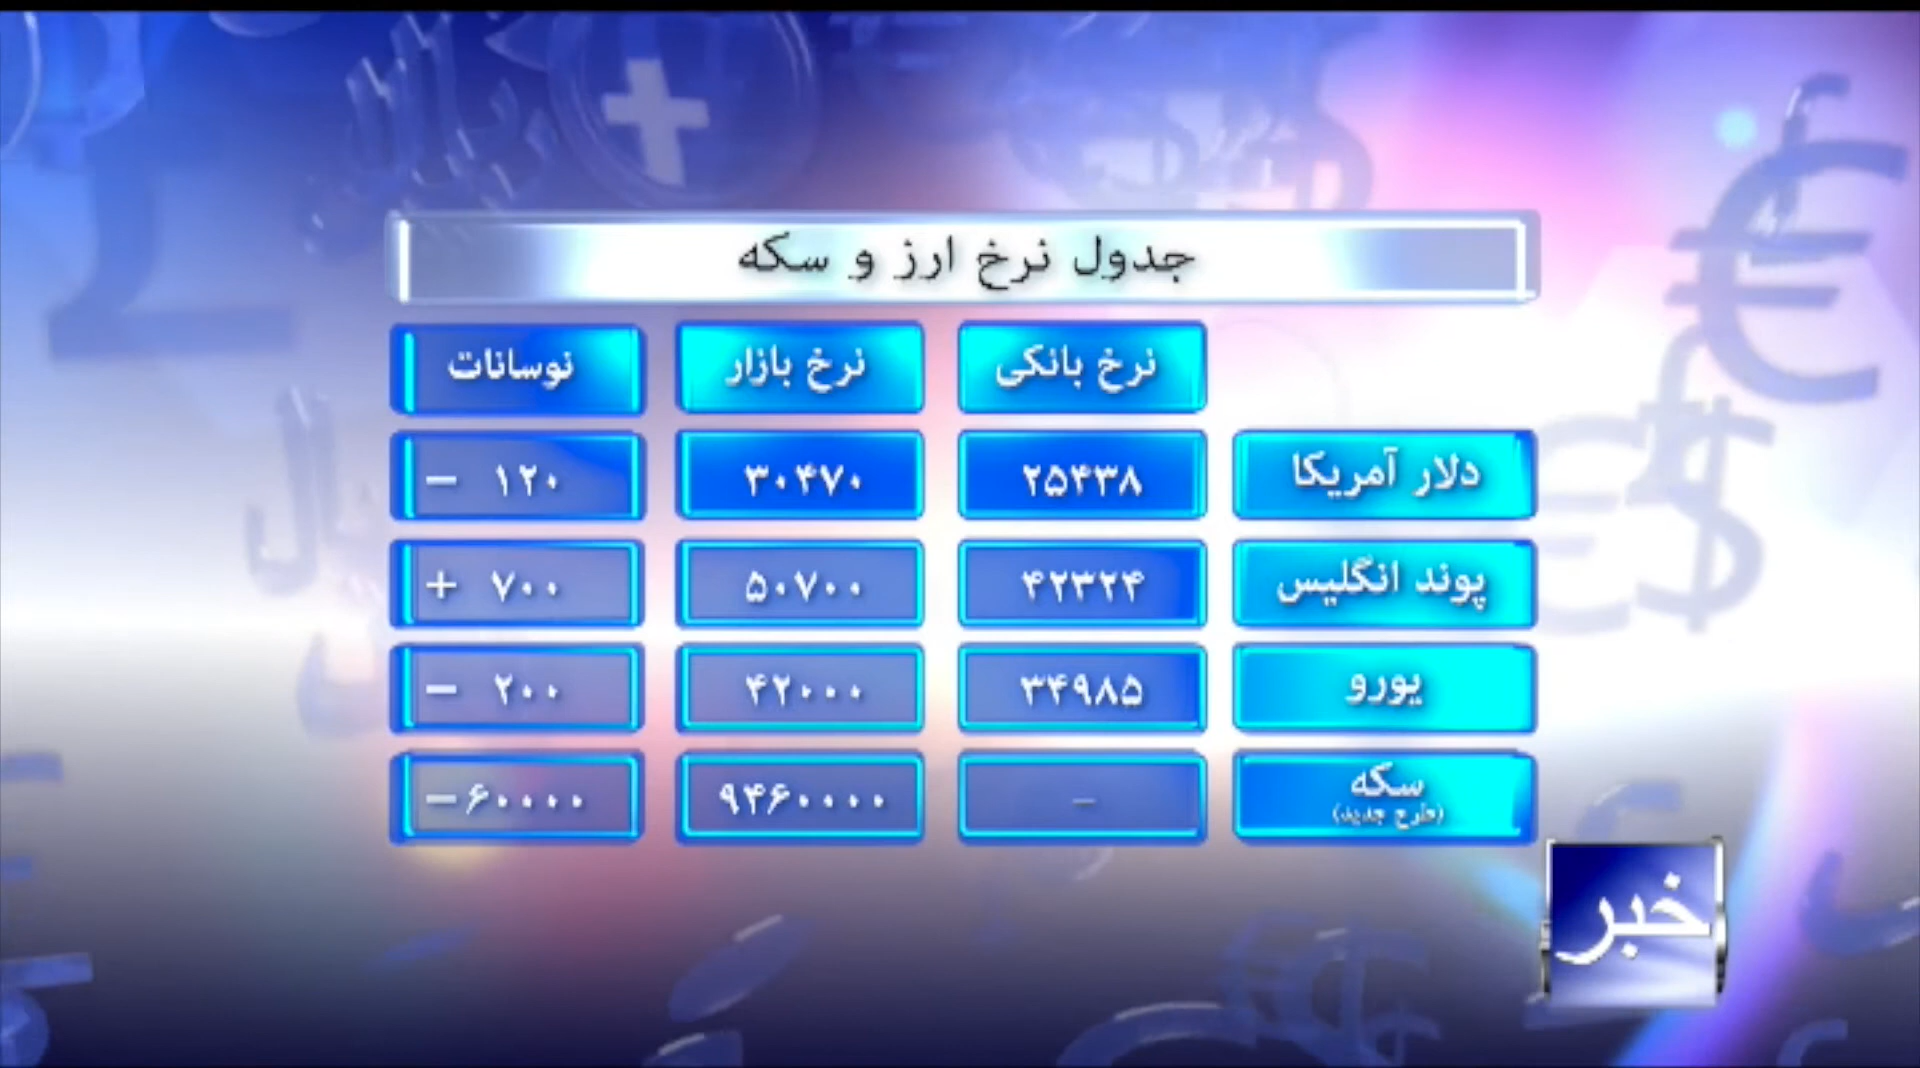 جدول نرخ ارز و سکه
نرخ بانکی نرخ بازار نوسانات
دلار آمریکا ۲۵۴۳۸ ۳۰۴۷۰ ۱۲۰ −
پوند انگلیس ۴۲۳۲۴ ۵۰۷۰۰ ۷۰۰ +
یورو ۳۴۹۸۵ ۴۲۰۰۰ ۲۰۰ −
سکه – ۹۴۶۰۰۰۰ ۶۰۰۰۰ −
(طرح جدید)
خبر